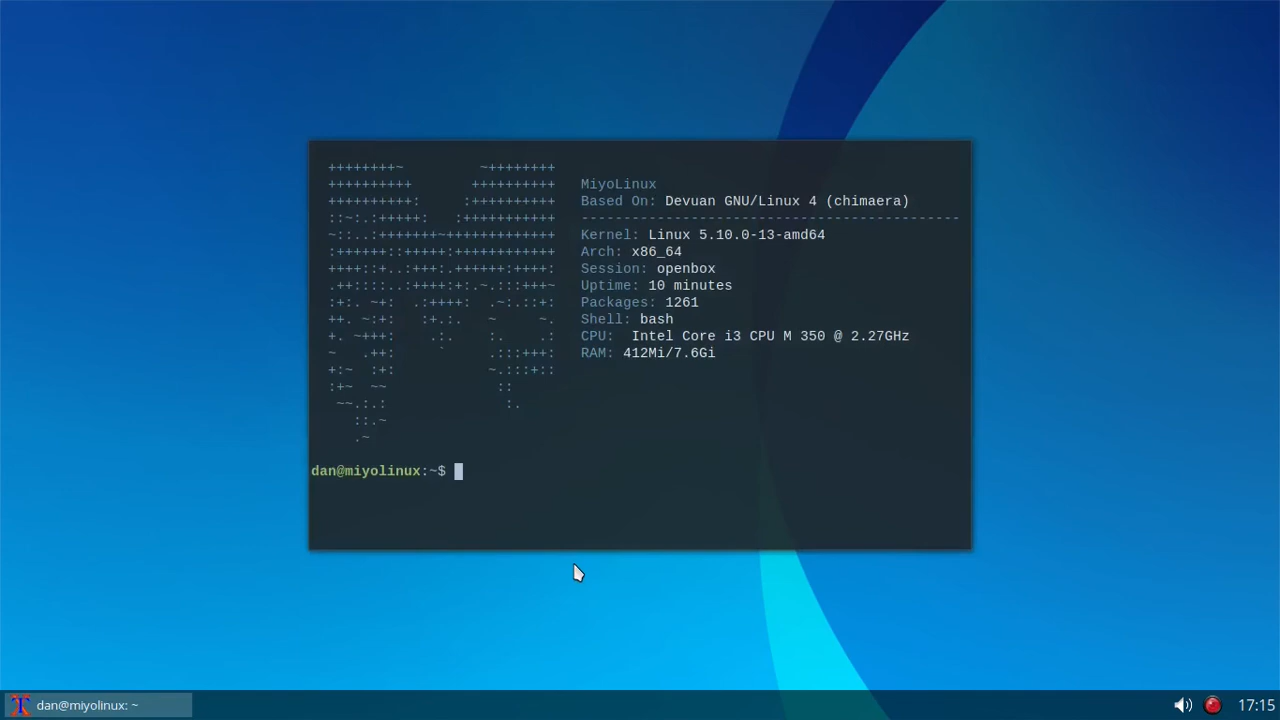 ++++++++~         ~++++++++
++++++++++       ++++++++++
++++++++++:     :++++++++++
::~:.:+++++:   :+++++++++++
~::..:+++++++~+++++++++++++
:++++++::+++++:++++++++++++
++++::+..:+++:.++++++:++++:
.++::::..:++++:+:.~.:::+++~
:+:. ~+:  .:++++:  .~:.::+:
++. ~:+:   :+.:.   ~     ~.
+. ~+++:    .:.    :.    .:
~   .++:     `     .:::+++:
+:~  :+:           ~.:::+::
:+~  ~~             ::
 ~~.:.:              :.
   ::.~
   .~
MiyoLinux
Based On: Devuan GNU/Linux 4 (chimaera)
---------------------------------------------
Kernel: Linux 5.10.0-13-amd64
Arch: x86_64
Session: openbox
Uptime: 10 minutes
Packages: 1261
Shell: bash
CPU:  Intel Core i3 CPU M 350 @ 2.27GHz
RAM: 412Mi/7.6Gi
dan@miyolinux:~$
dan@miyolinux: ~
17:15